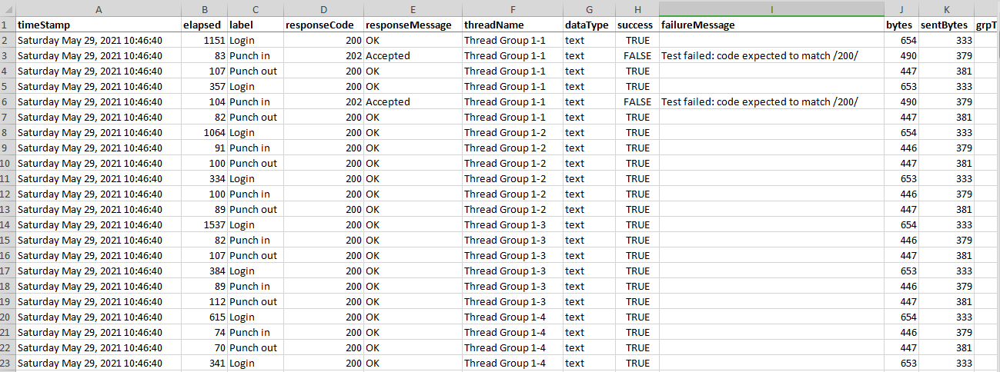 A B C D E F G H I J K
1 timeStamp elapsed label responseCode responseMessage threadName dataType success failureMessage bytes sentBytes grpT
2 Saturday May 29, 2021 10:46:40 1151 Login 200 OK Thread Group 1-1 text TRUE 654 333
3 Saturday May 29, 2021 10:46:40 83 Punch in 202 Accepted Thread Group 1-1 text FALSE Test failed: code expected to match /200/ 490 379
4 Saturday May 29, 2021 10:46:40 107 Punch out 200 OK Thread Group 1-1 text TRUE 447 381
5 Saturday May 29, 2021 10:46:40 357 Login 200 OK Thread Group 1-1 text TRUE 653 333
6 Saturday May 29, 2021 10:46:40 104 Punch in 202 Accepted Thread Group 1-1 text FALSE Test failed: code expected to match /200/ 490 379
7 Saturday May 29, 2021 10:46:40 82 Punch out 200 OK Thread Group 1-1 text TRUE 447 381
8 Saturday May 29, 2021 10:46:40 1064 Login 200 OK Thread Group 1-2 text TRUE 654 333
9 Saturday May 29, 2021 10:46:40 91 Punch in 200 OK Thread Group 1-2 text TRUE 446 379
10 Saturday May 29, 2021 10:46:40 100 Punch out 200 OK Thread Group 1-2 text TRUE 447 381
11 Saturday May 29, 2021 10:46:40 334 Login 200 OK Thread Group 1-2 text TRUE 653 333
12 Saturday May 29, 2021 10:46:40 100 Punch in 200 OK Thread Group 1-2 text TRUE 446 379
13 Saturday May 29, 2021 10:46:40 89 Punch out 200 OK Thread Group 1-2 text TRUE 447 381
14 Saturday May 29, 2021 10:46:40 1537 Login 200 OK Thread Group 1-3 text TRUE 654 333
15 Saturday May 29, 2021 10:46:40 82 Punch in 200 OK Thread Group 1-3 text TRUE 446 379
16 Saturday May 29, 2021 10:46:40 107 Punch out 200 OK Thread Group 1-3 text TRUE 447 381
17 Saturday May 29, 2021 10:46:40 384 Login 200 OK Thread Group 1-3 text TRUE 653 333
18 Saturday May 29, 2021 10:46:40 89 Punch in 200 OK Thread Group 1-3 text TRUE 446 379
19 Saturday May 29, 2021 10:46:40 112 Punch out 200 OK Thread Group 1-3 text TRUE 447 381
20 Saturday May 29, 2021 10:46:40 615 Login 200 OK Thread Group 1-4 text TRUE 654 333
21 Saturday May 29, 2021 10:46:40 74 Punch in 200 OK Thread Group 1-4 text TRUE 446 379
22 Saturday May 29, 2021 10:46:40 70 Punch out 200 OK Thread Group 1-4 text TRUE 447 381
23 Saturday May 29, 2021 10:46:40 341 Login 200 OK Thread Group 1-4 text TRUE 653 333